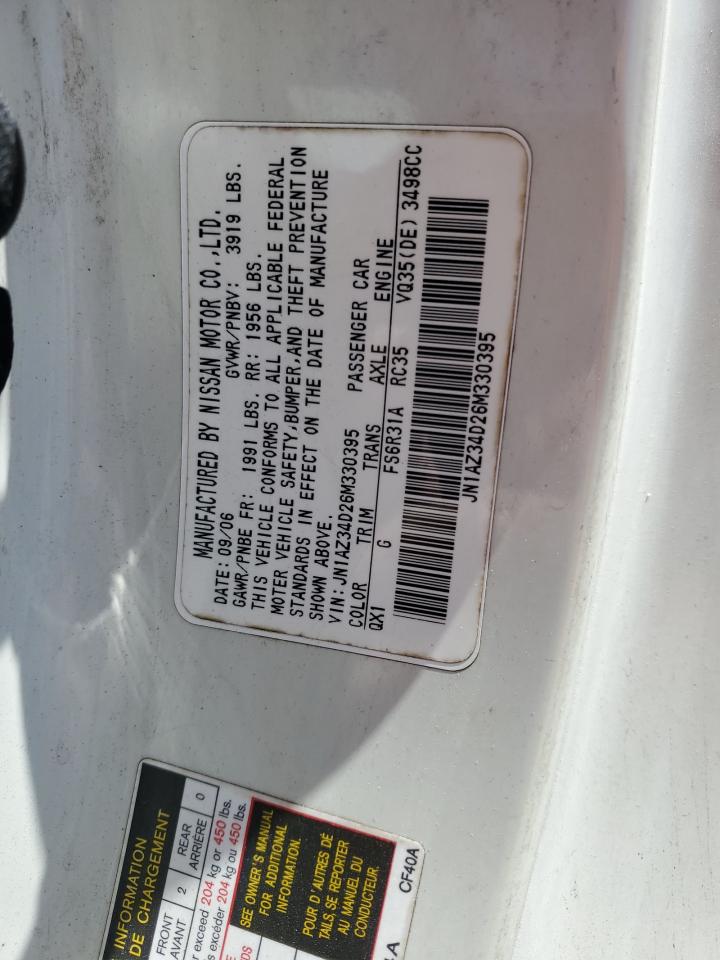 MANUFACTURED BY NISSAN MOTOR CO.,LTD.
DATE: 09/06 GVWR/PNBV: 3919 LBS.
GAWR/PNBE FR: 1991 LBS. RR: 1956 LBS.
THIS VEHICLE CONFORMS TO ALL APPLICABLE FEDERAL
MOTER VEHICLE SAFETY,BUMPER,AND THEFT PREVENTION
STANDARDS IN EFFECT ON THE DATE OF MANUFACTURE
SHOWN ABOVE.
VIN:JN1AZ34D26M330395 PASSENGER CAR
COLOR TRIM TRANS AXLE ENGINE
QX1 G FS6R31A RC35 VQ35(DE) 3498CC
JN1AZ34D26M330395
INFORMATION
DE CHARGEMENT
FRONT 2 REAR 0
AVANT ARRIÈRE
exceed 204 kg or 450 lbs.
excéder 204 kg ou 450 lbs.
SEE OWNER'S MANUAL
FOR ADDITIONAL
INFORMATION.
POUR D'AUTRES DE
TAILS, SE REPORTER
AU MANUEL DU
CONDUCTEUR.
CF40A